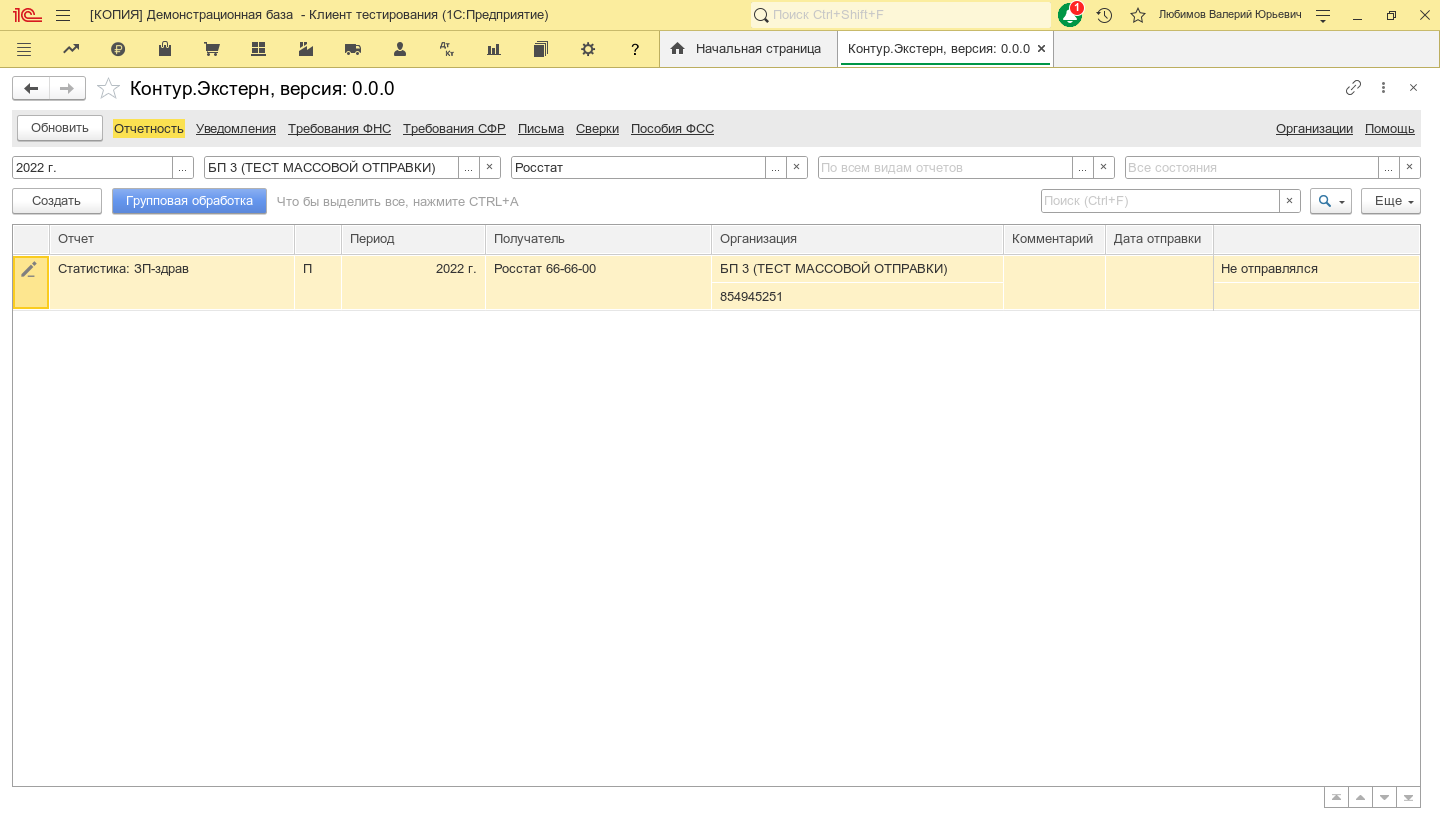 [КОПИЯ] Демонстрационная база - Клиент тестирования (1С:Предприятие)
Поиск Ctrl+Shift+F
1
Любимов Валерий Юрьевич
Дт
Кт
?
Начальная страница
Контур.Экстерн, версия: 0.0.0
Контур.Экстерн, версия: 0.0.0
Обновить
Отчетность
Уведомления
Требования ФНС
Требования СФР
Письма
Сверки
Пособия ФСС
Организации
Помощь
2022 г.
...
БП 3 (ТЕСТ МАССОВОЙ ОТПРАВКИ)
...
Росстат
...
По всем видам отчетов
...
Все состояния
...
Создать
Групповая обработка
Что бы выделить все, нажмите CTRL+A
Поиск (Ctrl+F)
Еще
Отчет
Период
Получатель
Организация
Комментарий
Дата отправки
Статистика: ЗП-здрав
П
2022 г.
Росстат 66-66-00
БП 3 (ТЕСТ МАССОВОЙ ОТПРАВКИ)
Не отправлялся
854945251